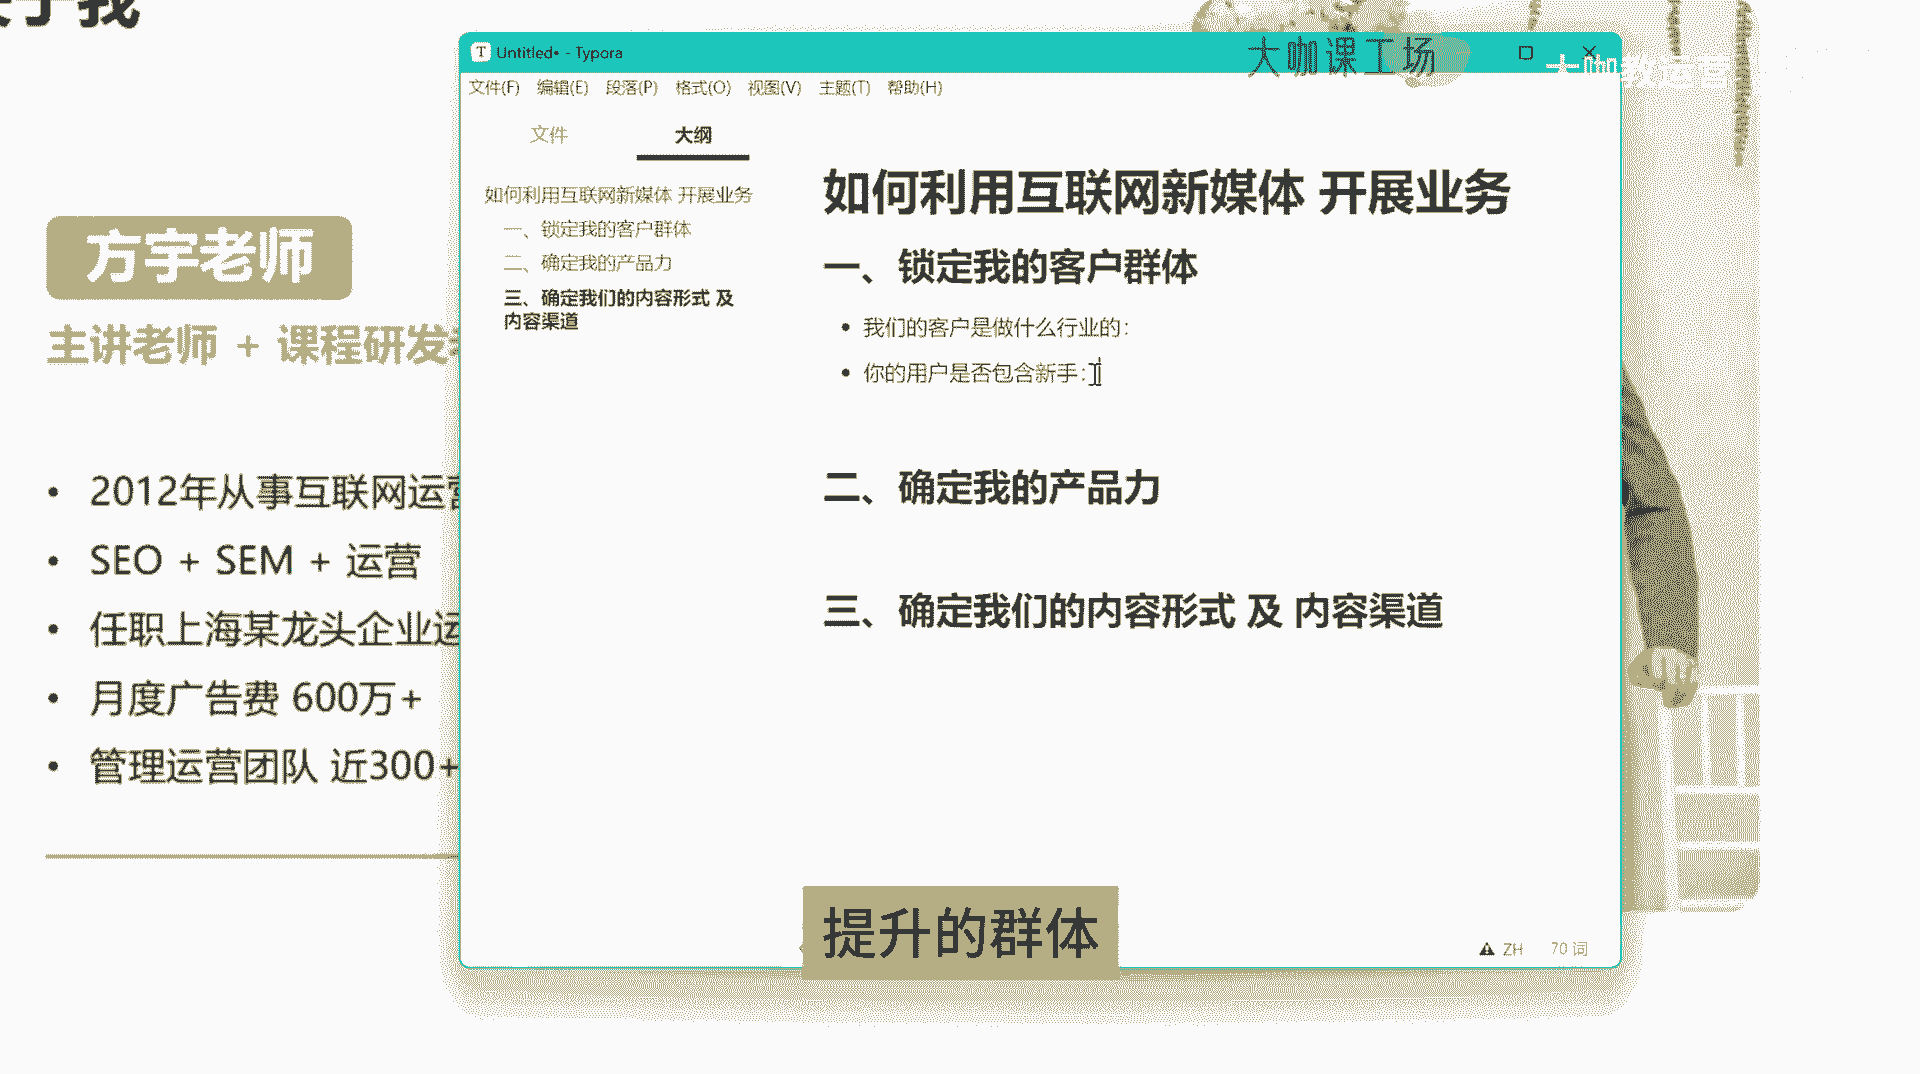 于我
方宇老师
主讲老师 + 课程研发
2012年从事互联网运营
SEO + SEM + 运营
任职上海某龙头企业运
月度广告费 600万+
管理运营团队 近300+
Untitled• - Typora
大咖课工场
大咖教运营
文件(F) 编辑(E) 段落(P) 格式(O) 视图(V) 主题(T) 帮助(H)
文件 大纲
如何利用互联网新媒体 开展业务
一、锁定我的客户群体
二、确定我的产品力
三、确定我们的内容形式 及
内容渠道
如何利用互联网新媒体 开展业务
一、锁定我的客户群体
我们的客户是做什么行业的:
你的用户是否包含新手:
二、确定我的产品力
三、确定我们的内容形式 及 内容渠道
提升的群体
ZH 70 词